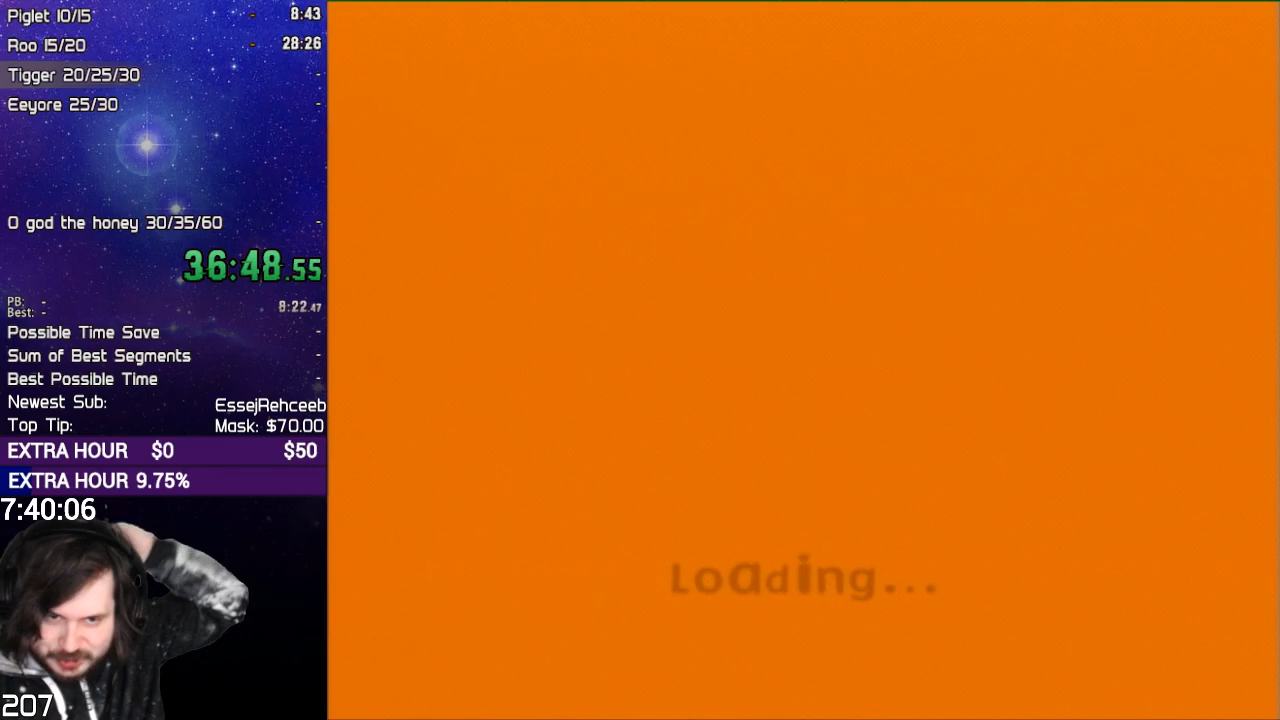 Piglet 10/15 - 8:43
Roo 15/20 - 28:26
Tigger 20/25/30 -
Eeyore 25/30 -
O god the honey 30/35/60 -
36:48.55
PB: - 8:22.47
Best: -
Possible Time Save -
Sum of Best Segments -
Best Possible Time -
Newest Sub: EssejRehceeb
Top Tip: Mask: $70.00
EXTRA HOUR $0 $50
EXTRA HOUR 9.75%
7:40:06
207
Loading...